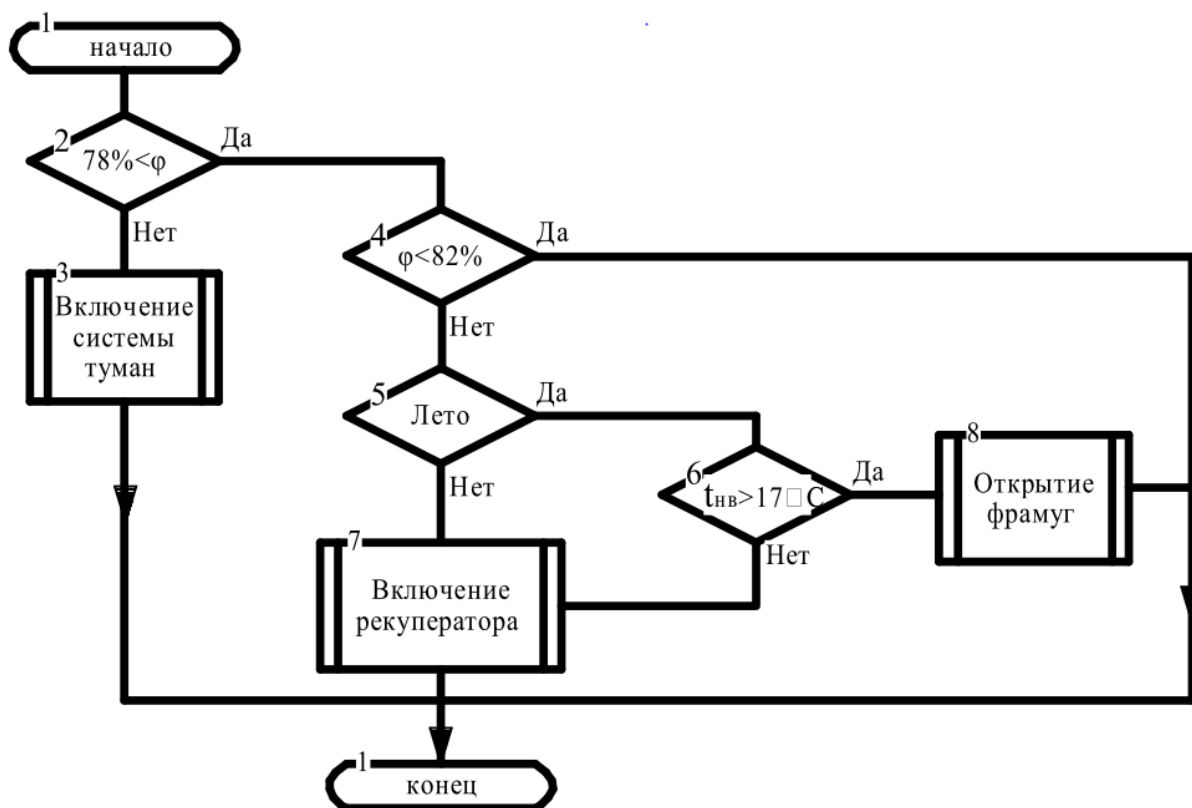 1
начало
2
78%<φ
Да
Нет
3
Включение
системы
туман
4
φ<82%
Да
Нет
5
Лето
Да
Нет
6
tнв>17□C
Да
Нет
7
Включение
рекуператора
8
Открытие
фрамуг
1
конец